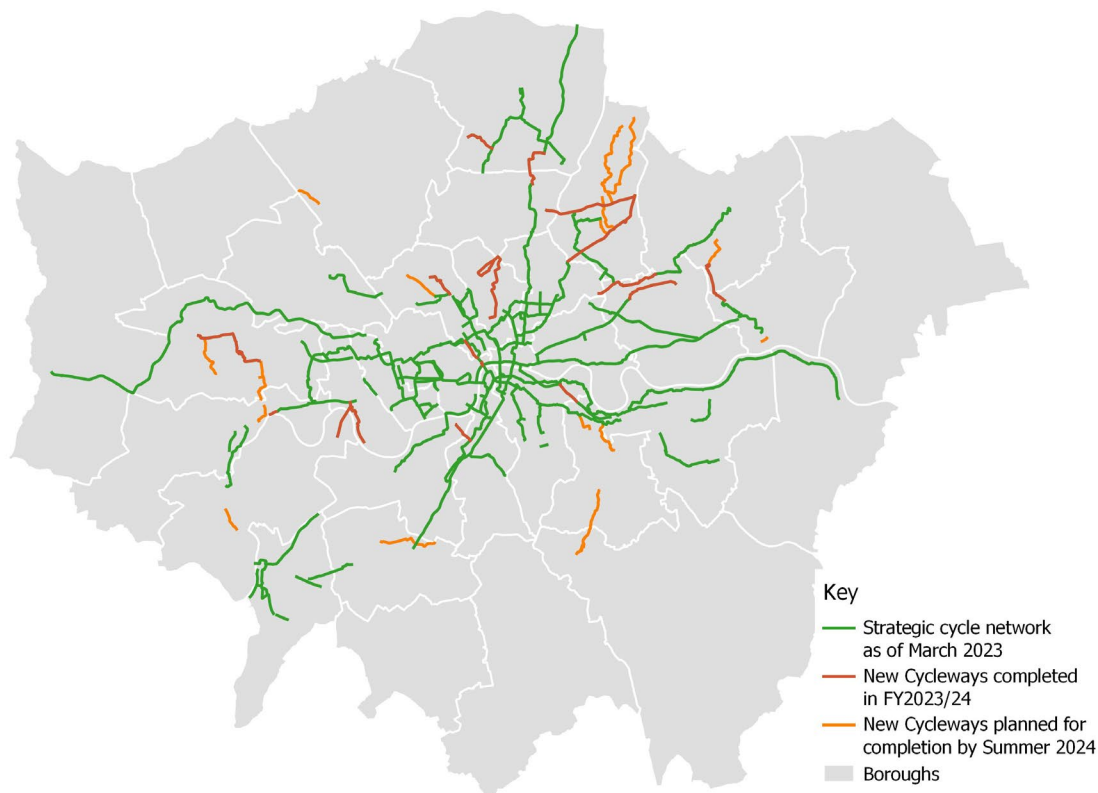 Key
Strategic cycle network
as of March 2023
New Cycleways completed
in FY2023/24
New Cycleways planned for
completion by Summer 2024
Boroughs